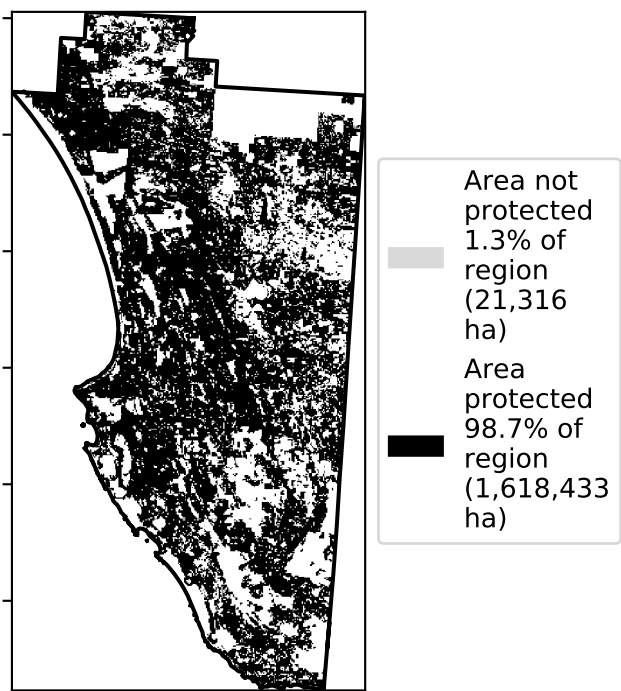 Area not
protected
1.3% of
region
(21,316
ha)
Area
protected
98.7% of
region
(1,618,433
ha)